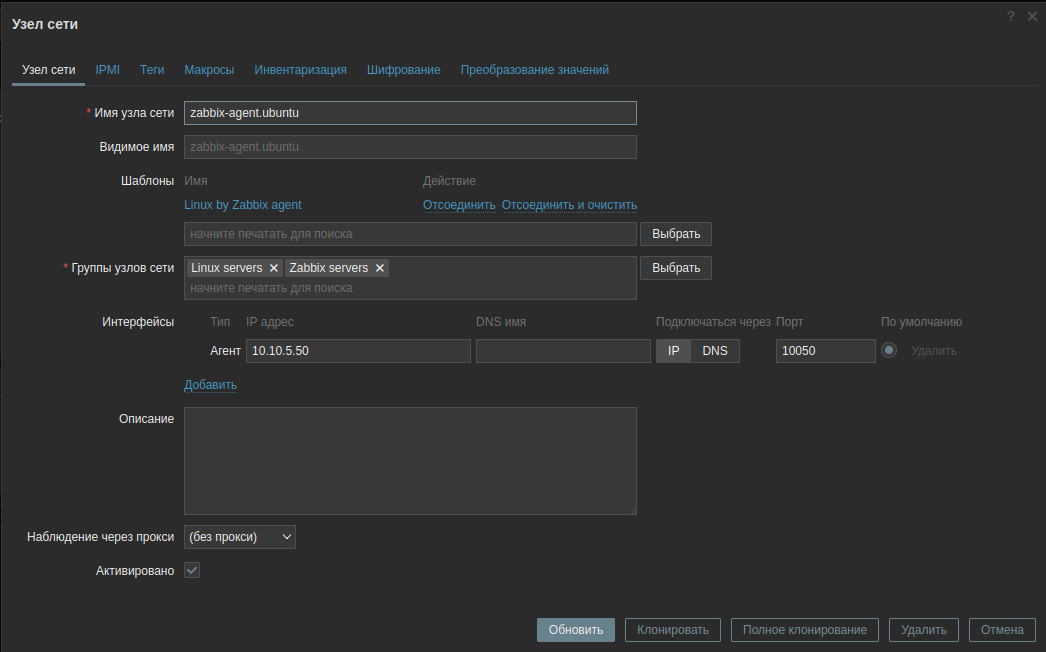 Узел сети
? ×
Узел сети IPMI Теги Макросы Инвентаризация Шифрование Преобразование значений
* Имя узла сети zabbix-agent.ubuntu
Видимое имя zabbix-agent.ubuntu
Шаблоны Имя Действие
Linux by Zabbix agent Отсоединить Отсоединить и очистить
начните печатать для поиска Выбрать
* Группы узлов сети Linux servers × Zabbix servers × Выбрать
начните печатать для поиска
Интерфейсы Тип IP адрес DNS имя Подключаться через Порт По умолчанию
Агент 10.10.5.50 IP DNS 10050 Удалить
Добавить
Описание
Наблюдение через прокси (без прокси)
Активировано
Обновить Клонировать Полное клонирование Удалить Отмена